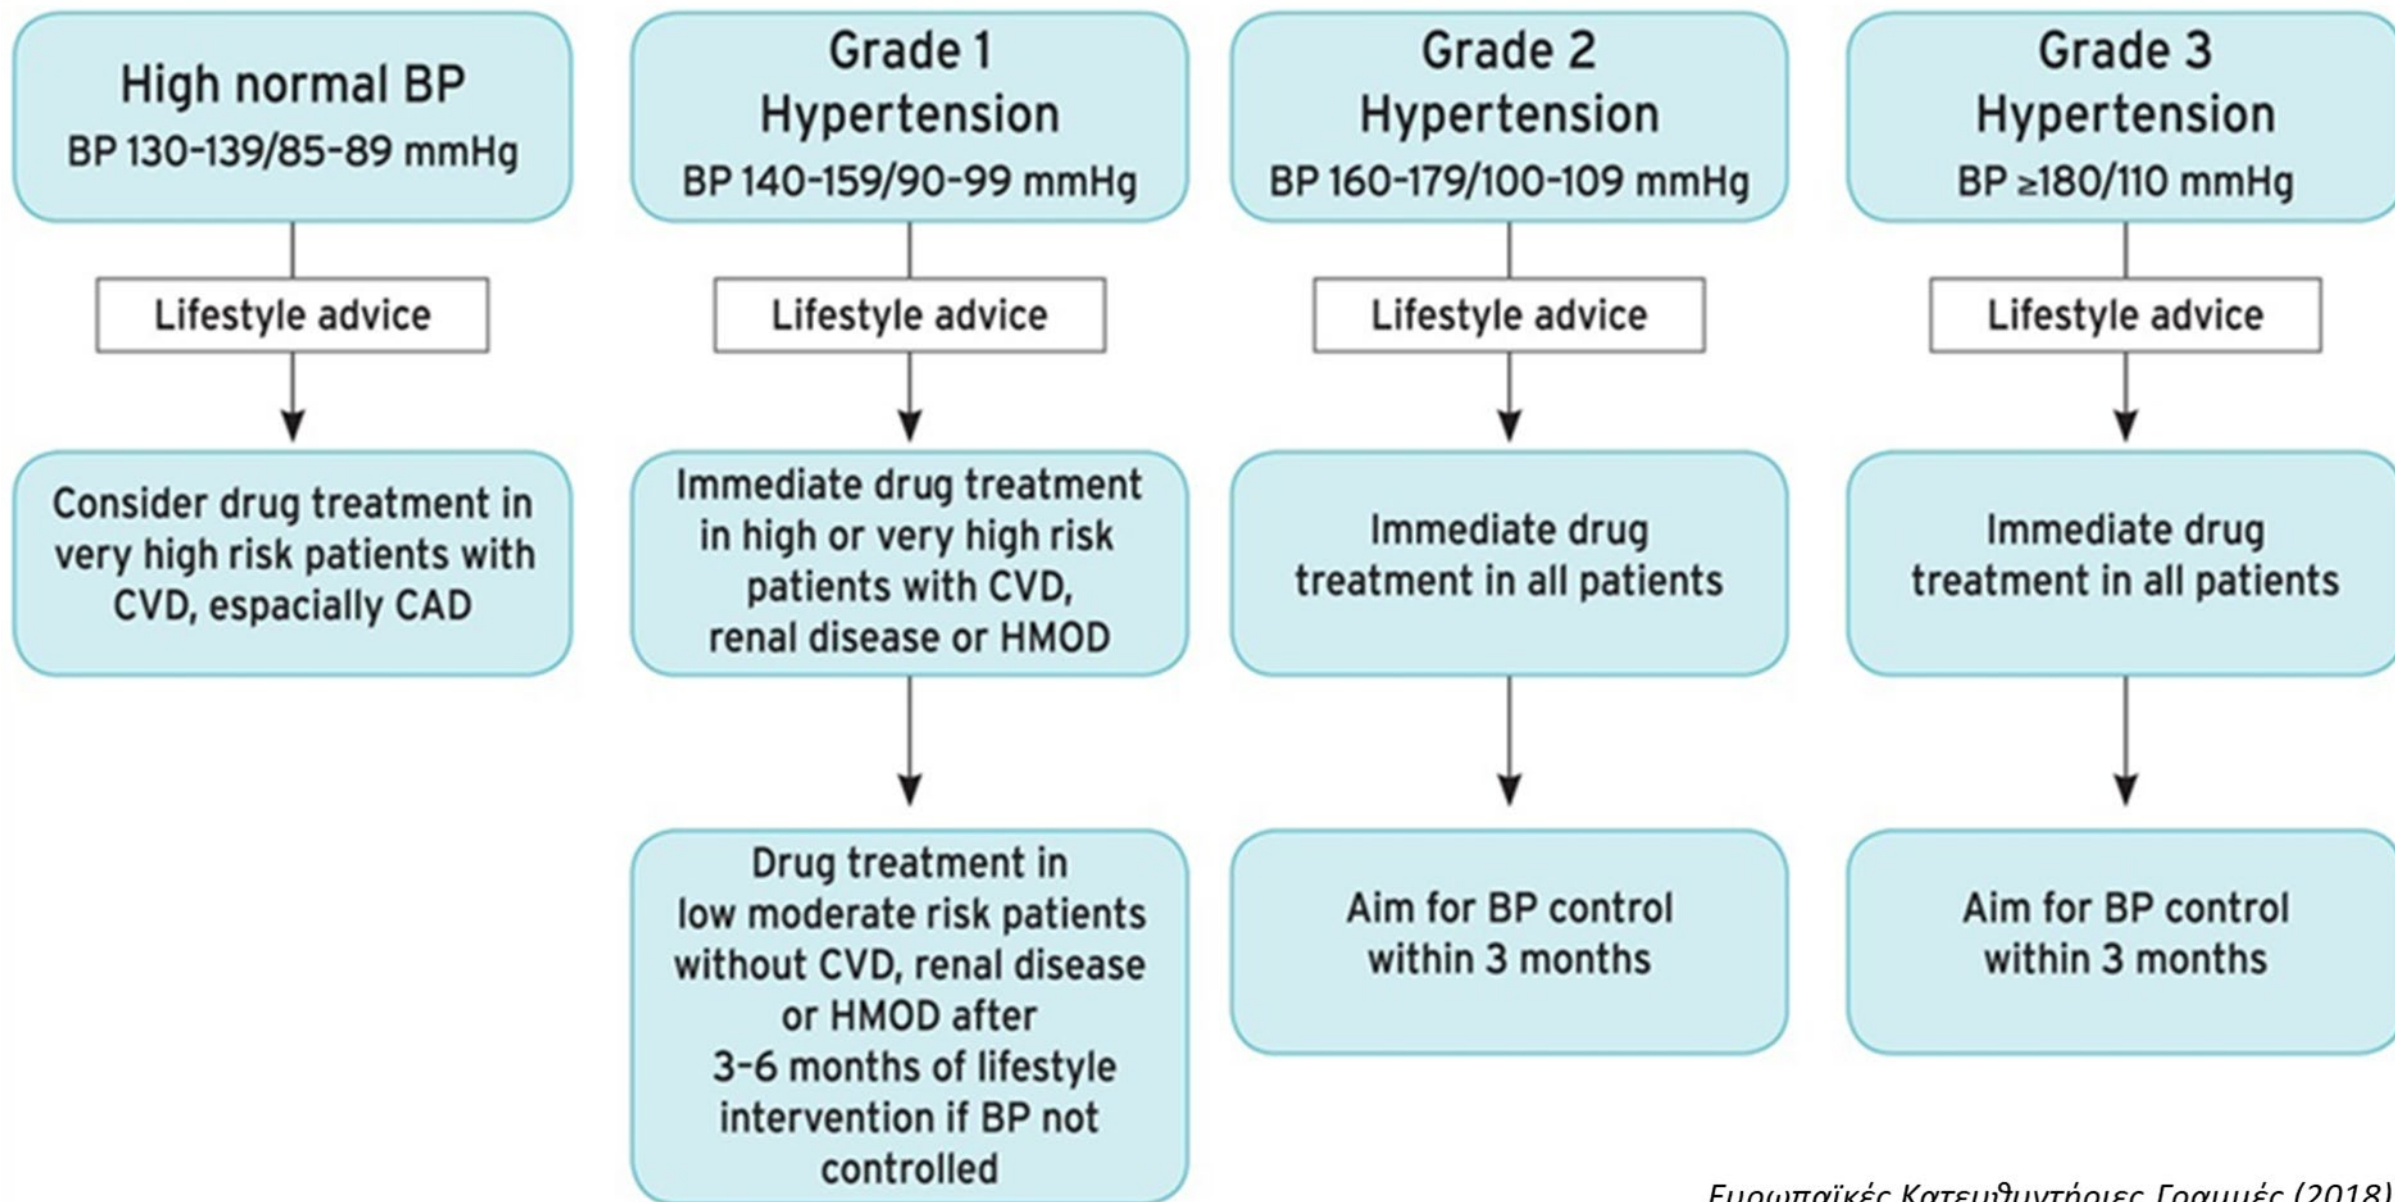 High normal BP
BP 130-139/85-89 mmHg
Lifestyle advice
Consider drug treatment in
very high risk patients with
CVD, espacially CAD
Grade 1
Hypertension
BP 140-159/90-99 mmHg
Lifestyle advice
Immediate drug treatment
in high or very high risk
patients with CVD,
renal disease or HMOD
Drug treatment in
low moderate risk patients
without CVD, renal disease
or HMOD after
3-6 months of lifestyle
intervention if BP not
controlled
Grade 2
Hypertension
BP 160-179/100-109 mmHg
Lifestyle advice
Immediate drug
treatment in all patients
Aim for BP control
within 3 months
Grade 3
Hypertension
BP ≥180/110 mmHg
Lifestyle advice
Immediate drug
treatment in all patients
Aim for BP control
within 3 months
Ευρωπαϊκές Κατευθυντήριες Γραμμές (2018)